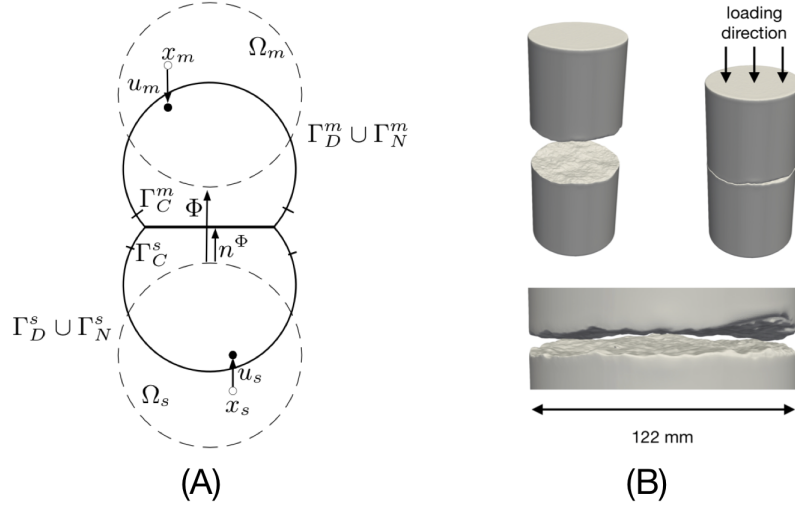 Ω_m
x_m
u_m
Γ_D^m ∪ Γ_N^m
Γ_C^m
Φ
Γ_C^s
n^Φ
Γ_D^s ∪ Γ_N^s
u_s
Ω_s
x_s
(A)
loading
direction
122 mm
(B)